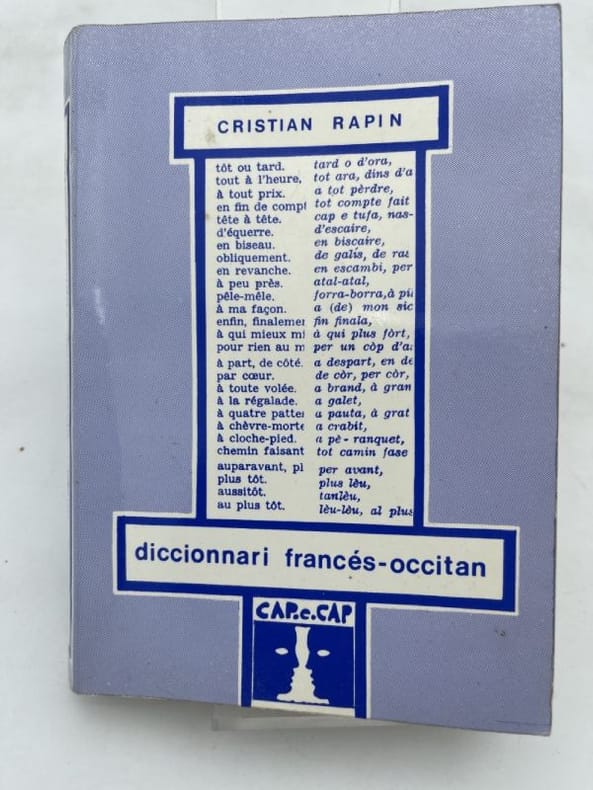 CRISTIAN RAPIN
tôt ou tard. tard o d'ora,
tout à l'heure, tot ara, dins d'a
à tout prix. a tot pèrdre,
en fin de compt tot compte fait
tête à tête. cap e tufa, nas-
d'équerre. d'escaire,
en biseau. en biscaire,
obliquement. de galís, de ras
en revanche. en escambi, per
à peu près. atal-atal,
pêle-mêle. forra-borra, à pil
à ma façon. a (de) mon sic
enfin, finalemen fin finala,
à qui mieux mi à qui plus fòrt,
pour rien au m per un còp d'a
à part, de côté. a despart, en de
par cœur. de còr, per còr,
à toute volée. a brand, à gran
à la régalade. a galet,
à quatre pattes a pauta, à grat
à chèvre-morte a crabit,
à cloche-pied. a pè-ranquet,
chemin faisant tot camin fase
auparavant, pl per avant,
plus tôt. plus lèu,
aussitôt. tanlèu,
au plus tôt. lèu-lèu, al plus
diccionnari francés-occitan
CAP.e.CAP